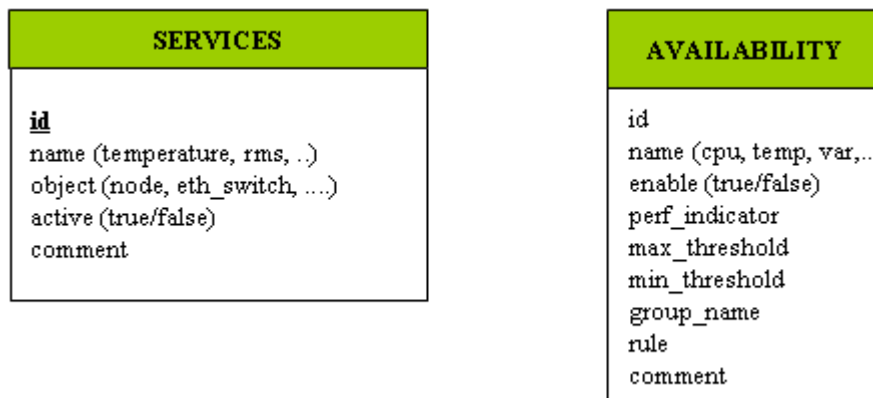 SERVICES
id
name (temperature, rms, ..)
object (node, eth_switch, ....)
active (true/false)
comment
AVAILABILITY
id
name (cpu, temp, var,..
enable (true/false)
perf_indicator
max_threshold
min_threshold
group_name
rule
comment